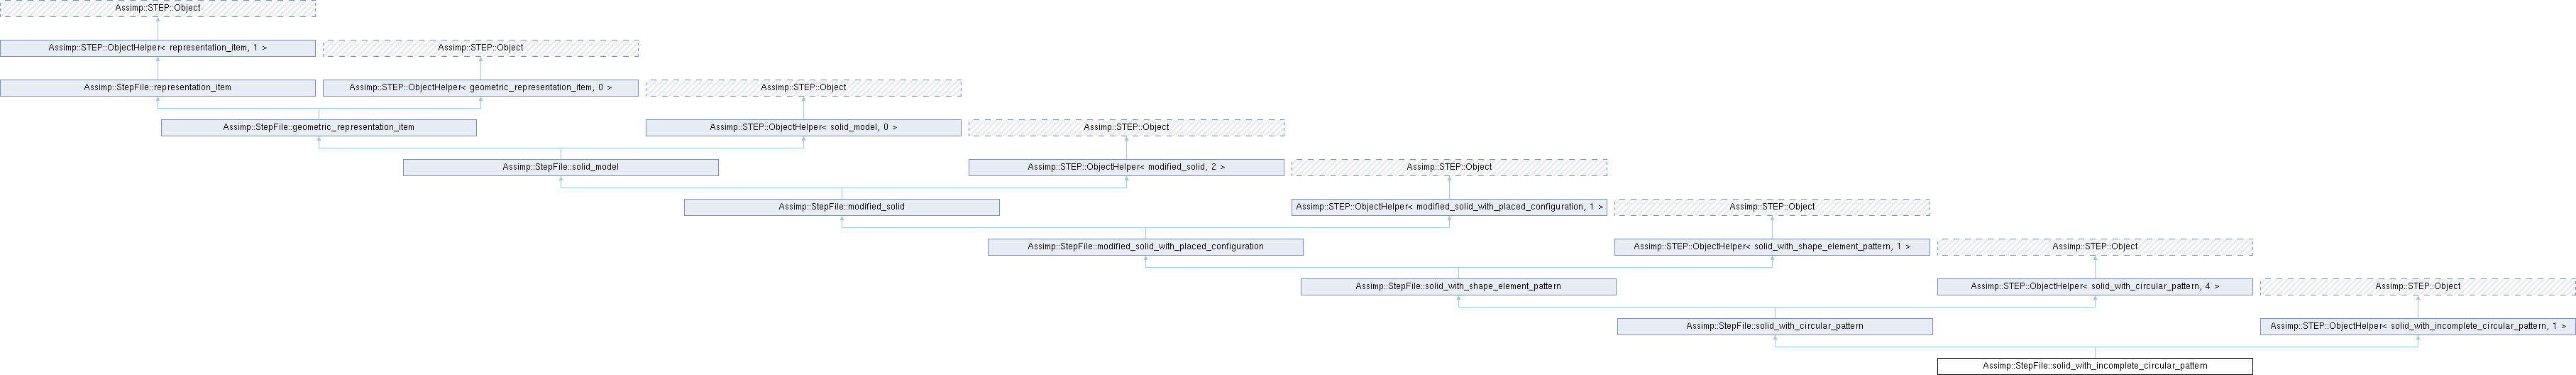 Assimp::STEP::Object
Assimp::STEP::ObjectHelper< representation_item, 1 >
Assimp::STEP::Object
Assimp::StepFile::representation_item
Assimp::STEP::ObjectHelper< geometric_representation_item, 0 >
Assimp::STEP::Object
Assimp::StepFile::geometric_representation_item
Assimp::STEP::ObjectHelper< solid_model, 0 >
Assimp::STEP::Object
Assimp::StepFile::solid_model
Assimp::STEP::ObjectHelper< modified_solid, 2 >
Assimp::STEP::Object
Assimp::StepFile::modified_solid
Assimp::STEP::ObjectHelper< modified_solid_with_placed_configuration, 1 >
Assimp::STEP::Object
Assimp::StepFile::modified_solid_with_placed_configuration
Assimp::STEP::ObjectHelper< solid_with_shape_element_pattern, 1 >
Assimp::STEP::Object
Assimp::StepFile::solid_with_shape_element_pattern
Assimp::STEP::ObjectHelper< solid_with_circular_pattern, 4 >
Assimp::STEP::Object
Assimp::StepFile::solid_with_circular_pattern
Assimp::STEP::ObjectHelper< solid_with_incomplete_circular_pattern, 1 >
Assimp::StepFile::solid_with_incomplete_circular_pattern